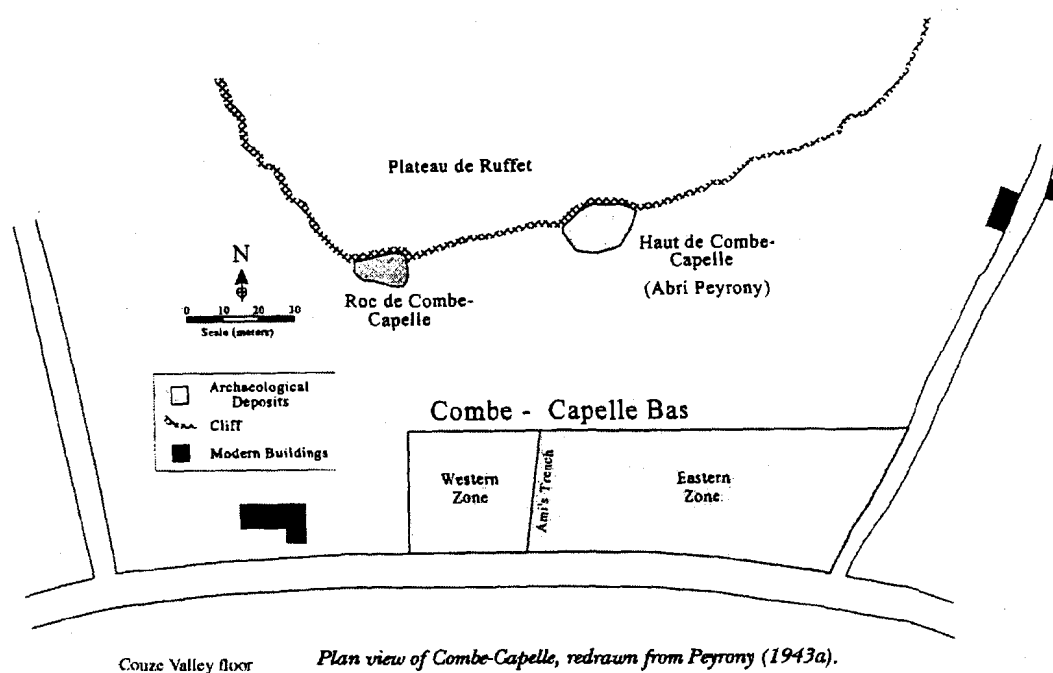 Plateau de Ruffet
Haut de Combe-
Capelle
(Abri Peyrony)
N
0 10 20 30
Scale (meters)
Roc de Combe-
Capelle
Archaeological
Deposits
Cliff
Modern Buildings
Combe - Capelle Bas
Western
Zone
Ami's Trench
Eastern
Zone
Couze Valley floor
Plan view of Combe-Capelle, redrawn from Peyrony (1943a).